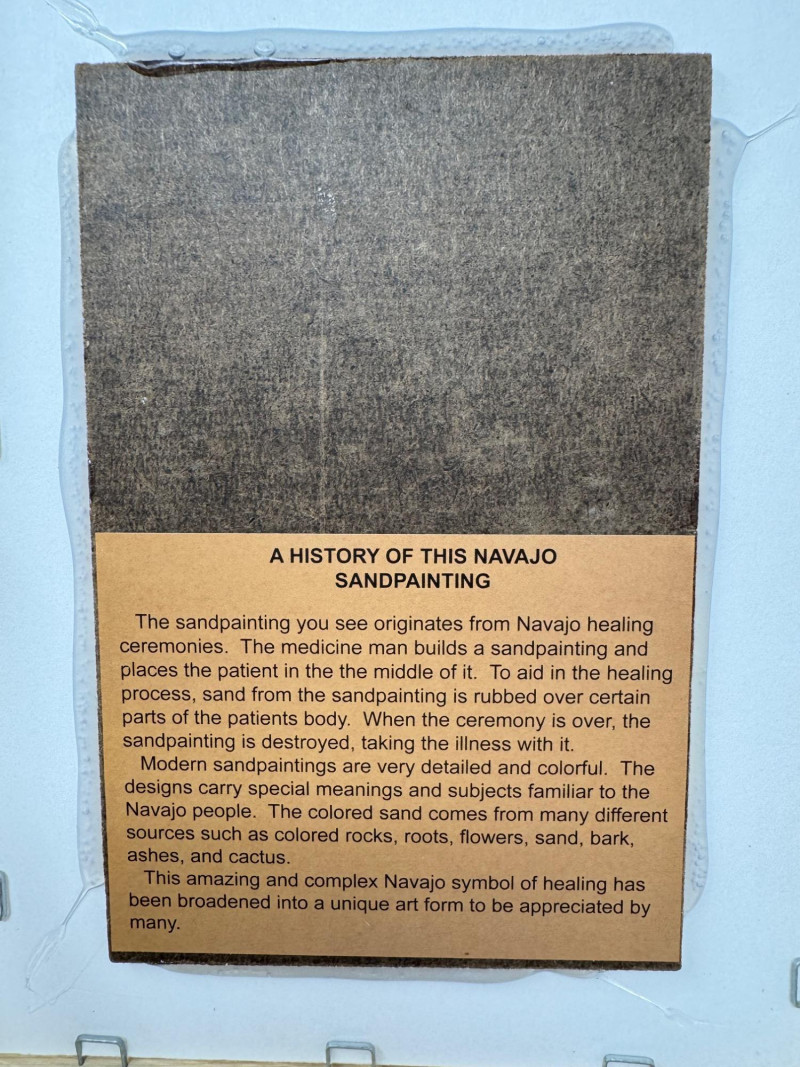 A HISTORY OF THIS NAVAJO
SANDPAINTING
The sandpainting you see originates from Navajo healing
ceremonies. The medicine man builds a sandpainting and
places the patient in the the middle of it. To aid in the healing
process, sand from the sandpainting is rubbed over certain
parts of the patients body. When the ceremony is over, the
sandpainting is destroyed, taking the illness with it.
Modern sandpaintings are very detailed and colorful. The
designs carry special meanings and subjects familiar to the
Navajo people. The colored sand comes from many different
sources such as colored rocks, roots, flowers, sand, bark,
ashes, and cactus.
This amazing and complex Navajo symbol of healing has
been broadened into a unique art form to be appreciated by
many.